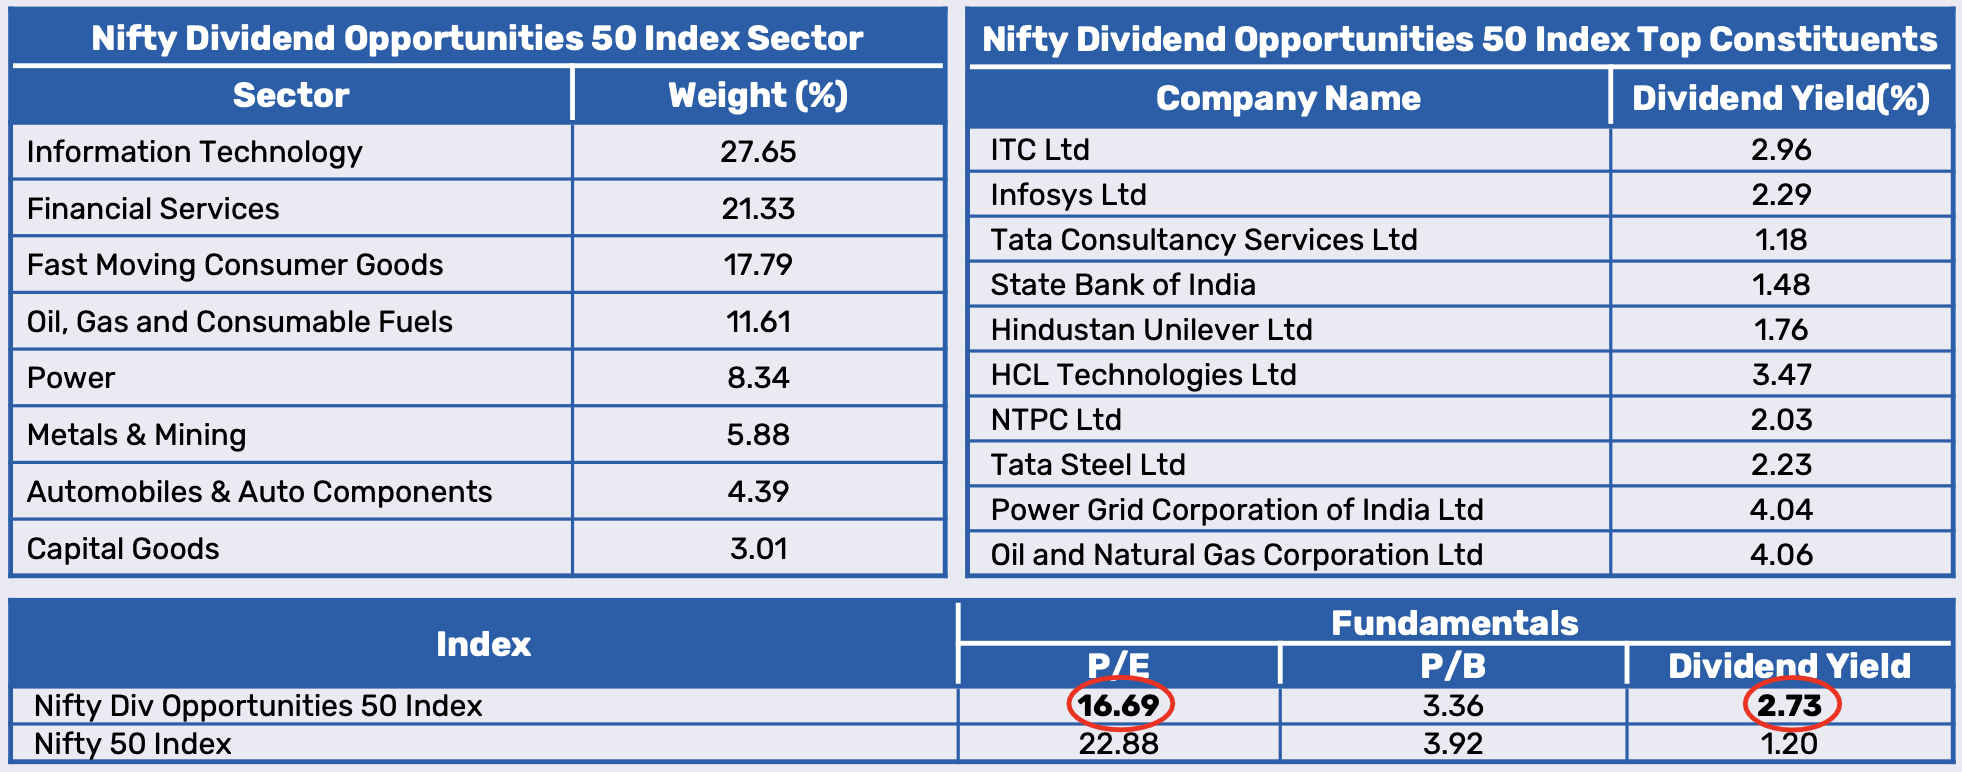 Nifty Dividend Opportunities 50 Index Sector
Sector Weight (%)
Information Technology 27.65
Financial Services 21.33
Fast Moving Consumer Goods 17.79
Oil, Gas and Consumable Fuels 11.61
Power 8.34
Metals & Mining 5.88
Automobiles & Auto Components 4.39
Capital Goods 3.01
Nifty Dividend Opportunities 50 Index Top Constituents
Company Name Dividend Yield(%)
ITC Ltd 2.96
Infosys Ltd 2.29
Tata Consultancy Services Ltd 1.18
State Bank of India 1.48
Hindustan Unilever Ltd 1.76
HCL Technologies Ltd 3.47
NTPC Ltd 2.03
Tata Steel Ltd 2.23
Power Grid Corporation of India Ltd 4.04
Oil and Natural Gas Corporation Ltd 4.06
Index Fundamentals
P/E P/B Dividend Yield
Nifty Div Opportunities 50 Index 16.69 3.36 2.73
Nifty 50 Index 22.88 3.92 1.20